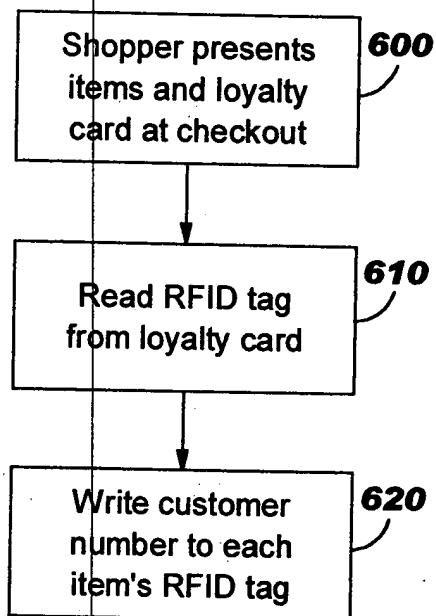 Shopper presents
items and loyalty
card at checkout
600
Read RFID tag
from loyalty card
610
Write customer
number to each
item's RFID tag
620